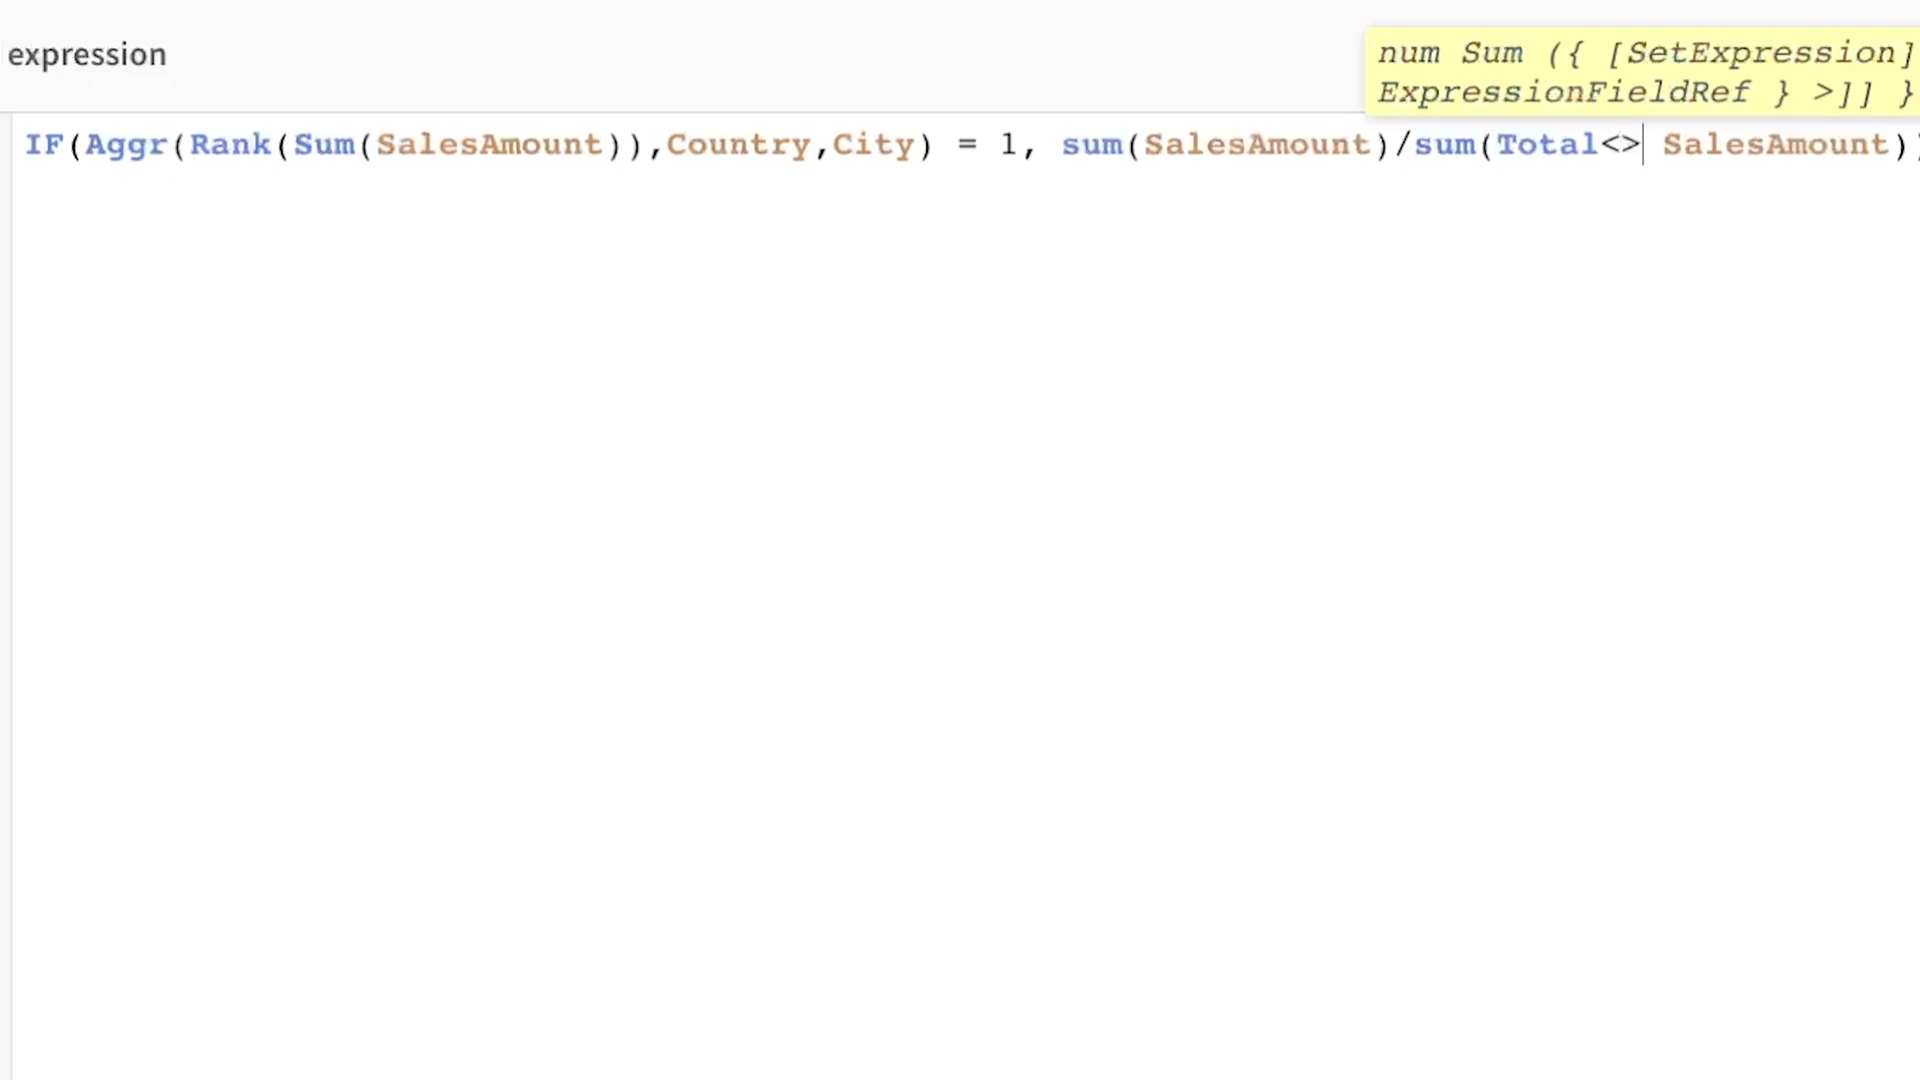 expression
num Sum ({ [SetExpression]
ExpressionFieldRef } >]] }
IF(Aggr(Rank(Sum(SalesAmount)),Country,City) = 1, sum(SalesAmount)/sum(Total<> SalesAmount))